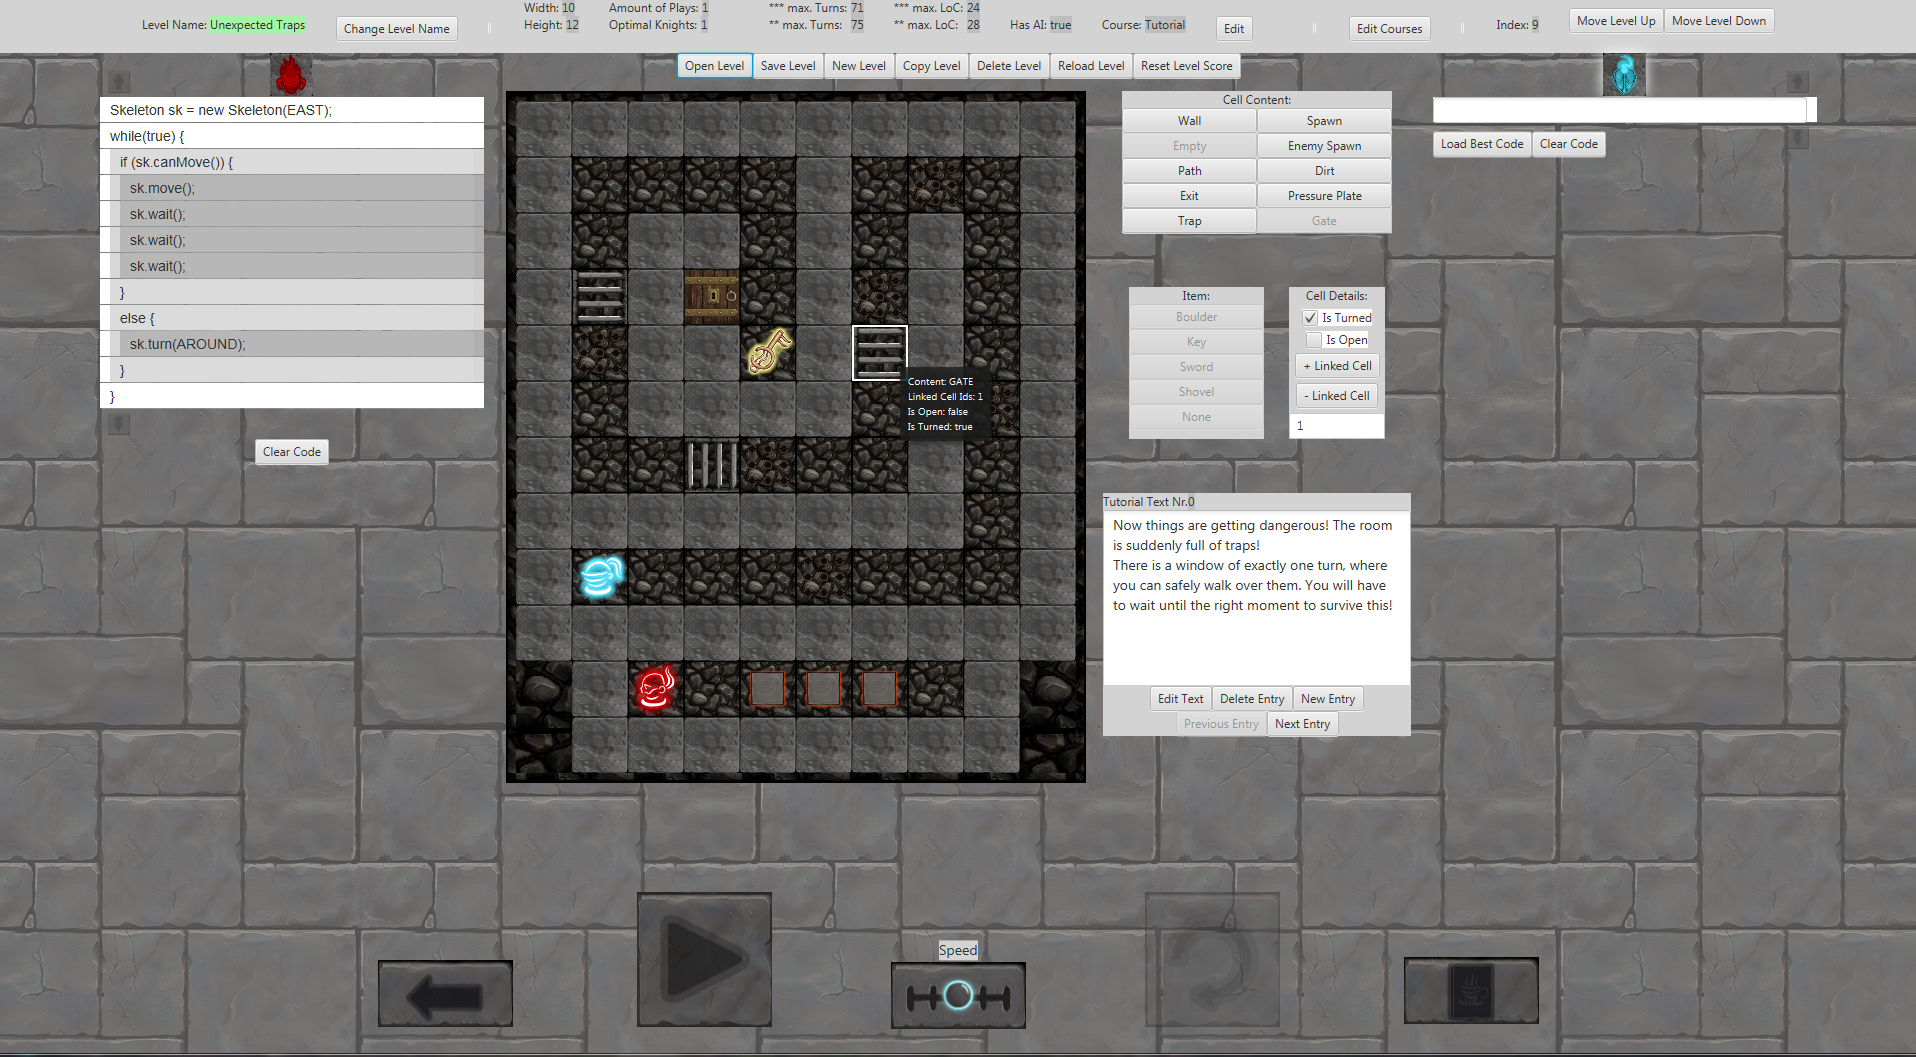 Level Name: Unexpected Traps
Change Level Name
Width: 10
Height: 12
Amount of Plays: 1
Optimal Knights: 1
*** max. Turns: 71
** max. Turns: 75
*** max. LoC: 24
** max. LoC: 28
Has AI: true
Course: Tutorial
Edit
Edit Courses
Index: 9
Move Level Up
Move Level Down
Open Level
Save Level
New Level
Copy Level
Delete Level
Reload Level
Reset Level Score
Skeleton sk = new Skeleton(EAST);
while(true) {
if (sk.canMove()) {
sk.move();
sk.wait();
sk.wait();
sk.wait();
}
else {
sk.turn(AROUND);
}
}
Clear Code
Content: GATE
Linked Cell Ids: 1
Is Open: false
Is Turned: true
Cell Content:
Wall
Spawn
Empty
Enemy Spawn
Path
Dirt
Exit
Pressure Plate
Trap
Gate
Item:
Boulder
Key
Sword
Shovel
None
Cell Details:
Is Turned
Is Open
+ Linked Cell
- Linked Cell
1
Load Best Code
Clear Code
Tutorial Text Nr.0
Now things are getting dangerous! The room
is suddenly full of traps!
There is a window of exactly one turn, where
you can safely walk over them. You will have
to wait until the right moment to survive this!
Edit Text
Delete Entry
New Entry
Previous Entry
Next Entry
Speed